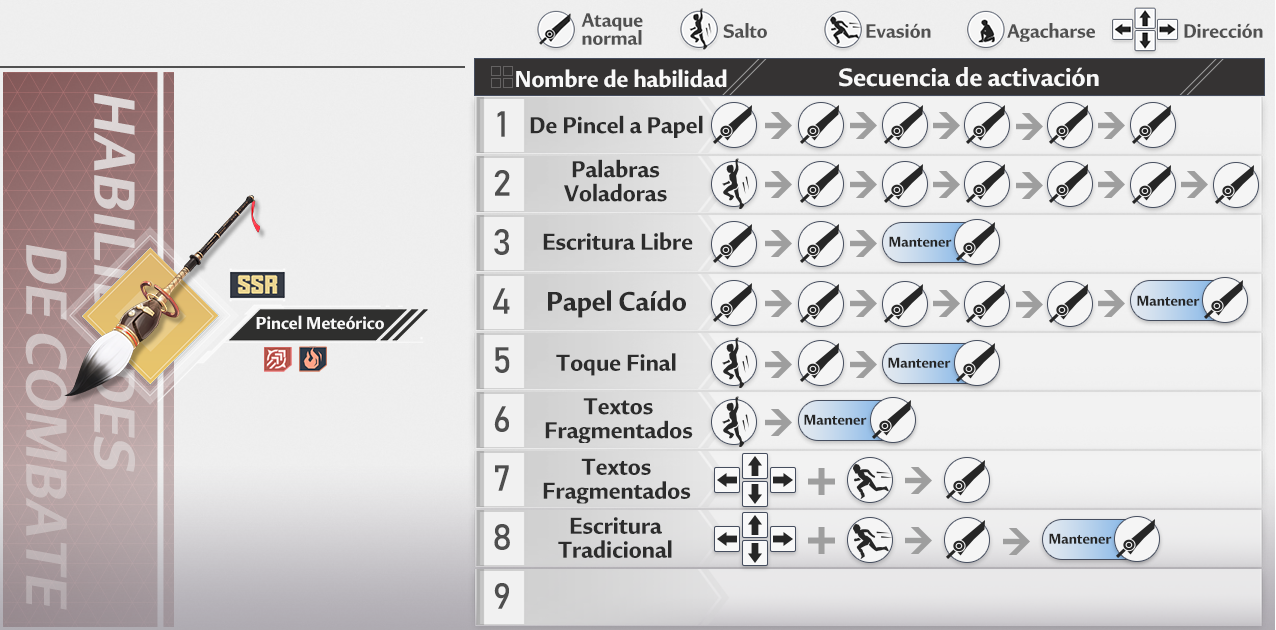 Ataque
normal
Salto
Evasión
Agacharse
Dirección
Nombre de habilidad
Secuencia de activación
HABILIDADES
DE COMBATE
SSR
Pincel Meteórico
1 De Pincel a Papel
2 Palabras
Voladoras
3 Escritura Libre Mantener
4 Papel Caído Mantener
5 Toque Final Mantener
6 Textos
Fragmentados Mantener
7 Textos
Fragmentados
8 Escritura
Tradicional Mantener
9